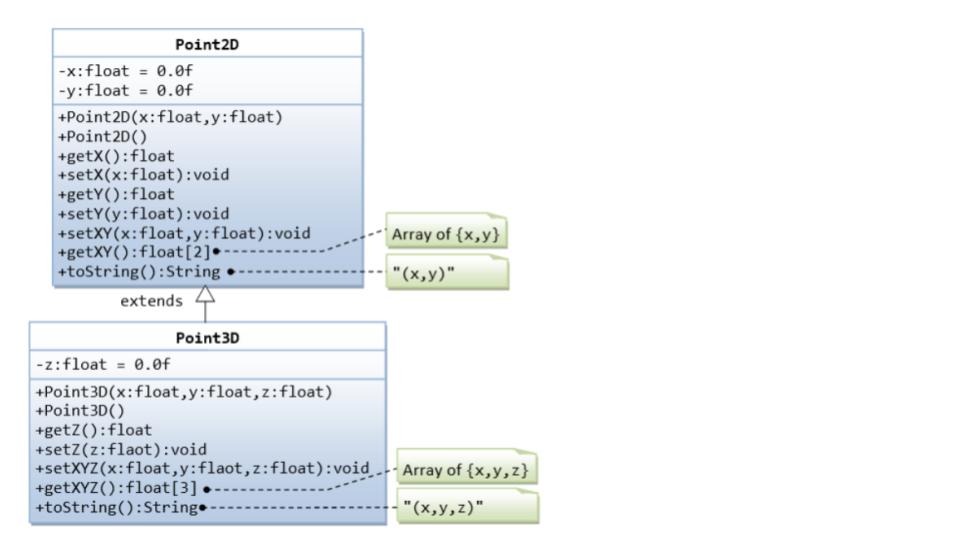 Point2D
-x:float = 0.0f
-y:float = 0.0f
+Point2D(x:float,y:float)
+Point2D()
+getX():float
+setX(x:float):void
+getY():float
+setY(y:float):void
+setXY(x:float,y:float):void
+getXY():float[2]
Array of {x,y}
+toString():String
"(x,y)"
extends
Point3D
-z:float = 0.0f
+Point3D(x:float,y:float,z:float)
+Point3D()
+getZ():float
+setZ(z:flaot):void
+setXYZ(x:float,y:flaot,z:float):void
+getXYZ():float[3]
Array of {x,y,z}
+toString():String
"(x,y,z)"